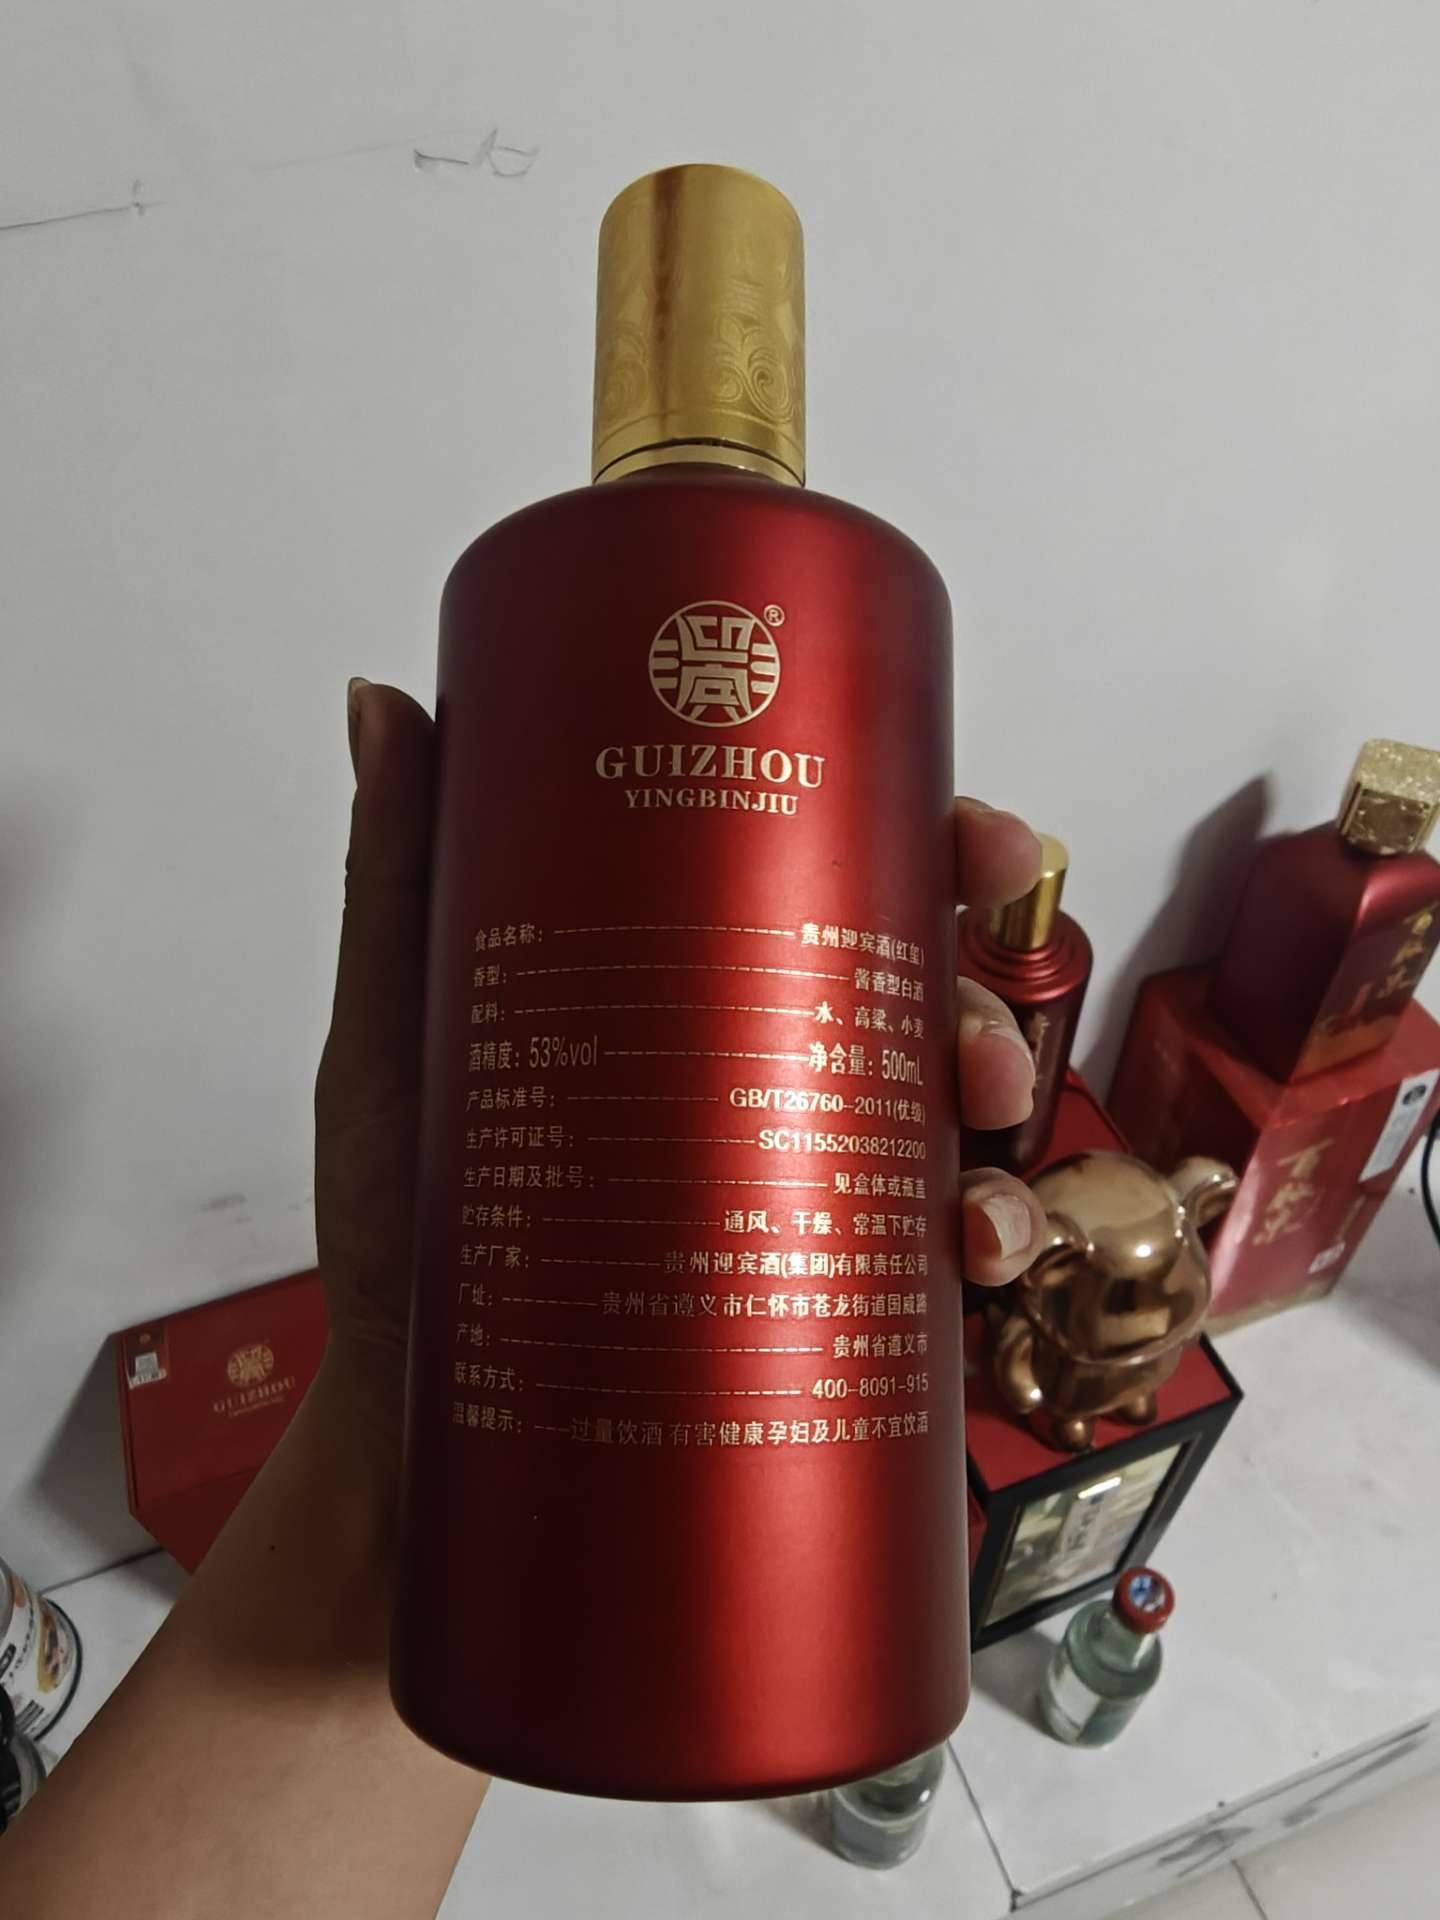 迎宾®
GUIZHOU
YINGBINJIU
食品名称: 贵州迎宾酒(红玺)
香型: 酱香型白酒
配料: 水、高粱、小麦
酒精度: 53%vol 净含量: 500mL
产品标准号: GB/T26760-2011(优级)
生产许可证号: SC11552038212200
生产日期及批号: 见盒体或瓶盖
贮存条件: 通风、干燥、常温下贮存
生产厂家: 贵州迎宾酒(集团)有限责任公司
厂址: 贵州省遵义市仁怀市苍龙街道国威路
产地: 贵州省遵义市
联系方式: 400-8091-915
温馨提示: 过量饮酒 有害健康 孕妇及儿童不宜饮酒
GUIZHOU